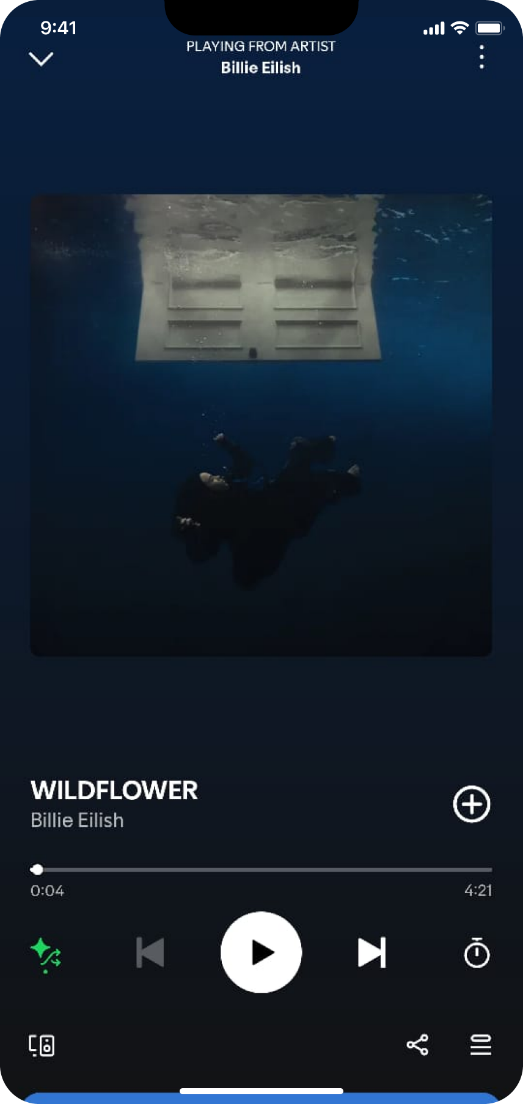 9:41
PLAYING FROM ARTIST
Billie Eilish
WILDFLOWER
Billie Eilish
0:04
4:21